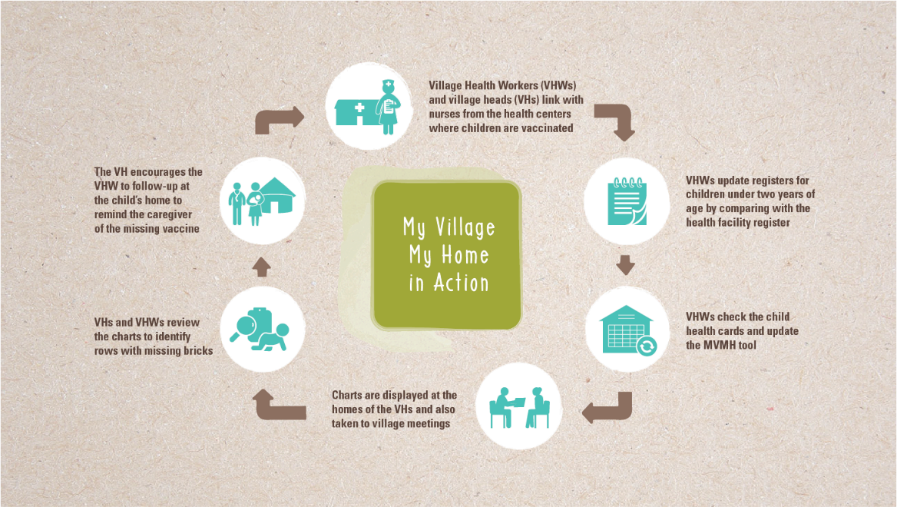 Village Health Workers (VHWs)
and village heads (VHs) link with
nurses from the health centers
where children are vaccinated
VHWs update registers for
children under two years of
age by comparing with the
health facility register
VHWs check the child
health cards and update
the MVMH tool
Charts are displayed at the
homes of the VHs and also
taken to village meetings
VHs and VHWs review
the charts to identify
rows with missing bricks
The VH encourages the
VHW to follow-up at
the child's home to
remind the caregiver
of the missing vaccine
My Village
My Home
in Action